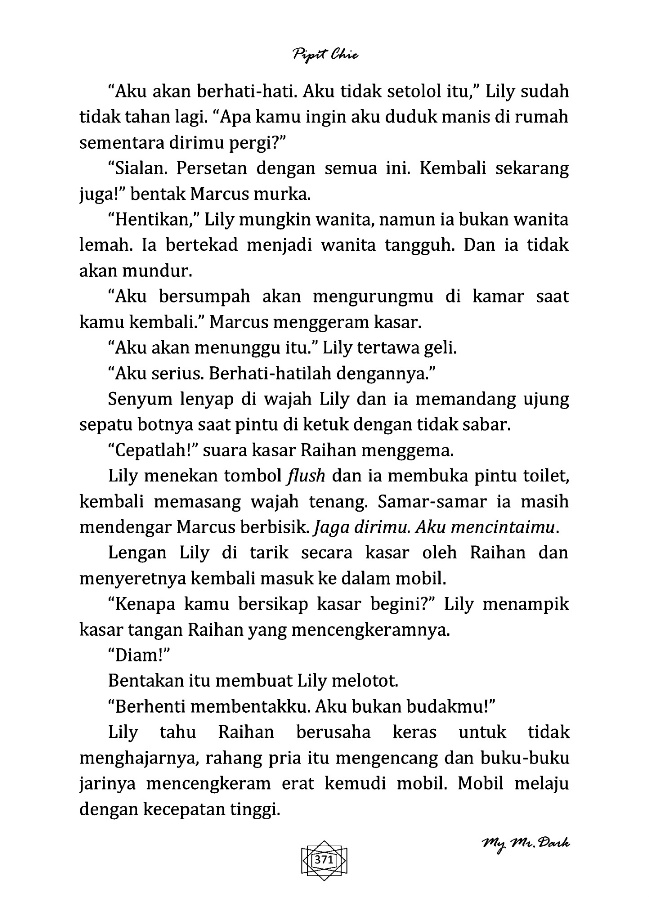 Pipit Chie
“Aku akan berhati-hati. Aku tidak setolol itu,” Lily sudah
tidak tahan lagi. “Apa kamu ingin aku duduk manis di rumah
sementara dirimu pergi?”
“Sialan. Persetan dengan semua ini. Kembali sekarang
juga!” bentak Marcus murka.
“Hentikan,” Lily mungkin wanita, namun ia bukan wanita
lemah. Ia bertekad menjadi wanita tangguh. Dan ia tidak
akan mundur.
“Aku bersumpah akan mengurungmu di kamar saat
kamu kembali.” Marcus menggeram kasar.
“Aku akan menunggu itu.” Lily tertawa geli.
“Aku serius. Berhati-hatilah dengannya.”
Senyum lenyap di wajah Lily dan ia memandang ujung
sepatu botnya saat pintu di ketuk dengan tidak sabar.
“Cepatlah!” suara kasar Raihan menggema.
Lily menekan tombol flush dan ia membuka pintu toilet,
kembali memasang wajah tenang. Samar-samar ia masih
mendengar Marcus berbisik. Jaga dirimu. Aku mencintaimu.
Lengan Lily di tarik secara kasar oleh Raihan dan
menyeretnya kembali masuk ke dalam mobil.
“Kenapa kamu bersikap kasar begini?” Lily menampik
kasar tangan Raihan yang mencengkeramnya.
“Diam!”
Bentakan itu membuat Lily melotot.
“Berhenti membentakku. Aku bukan budakmu!”
Lily tahu Raihan berusaha keras untuk tidak
menghajarnya, rahang pria itu mengencang dan buku-buku
jarinya mencengkeram erat kemudi mobil. Mobil melaju
dengan kecepatan tinggi.
My Mr. Dark
371